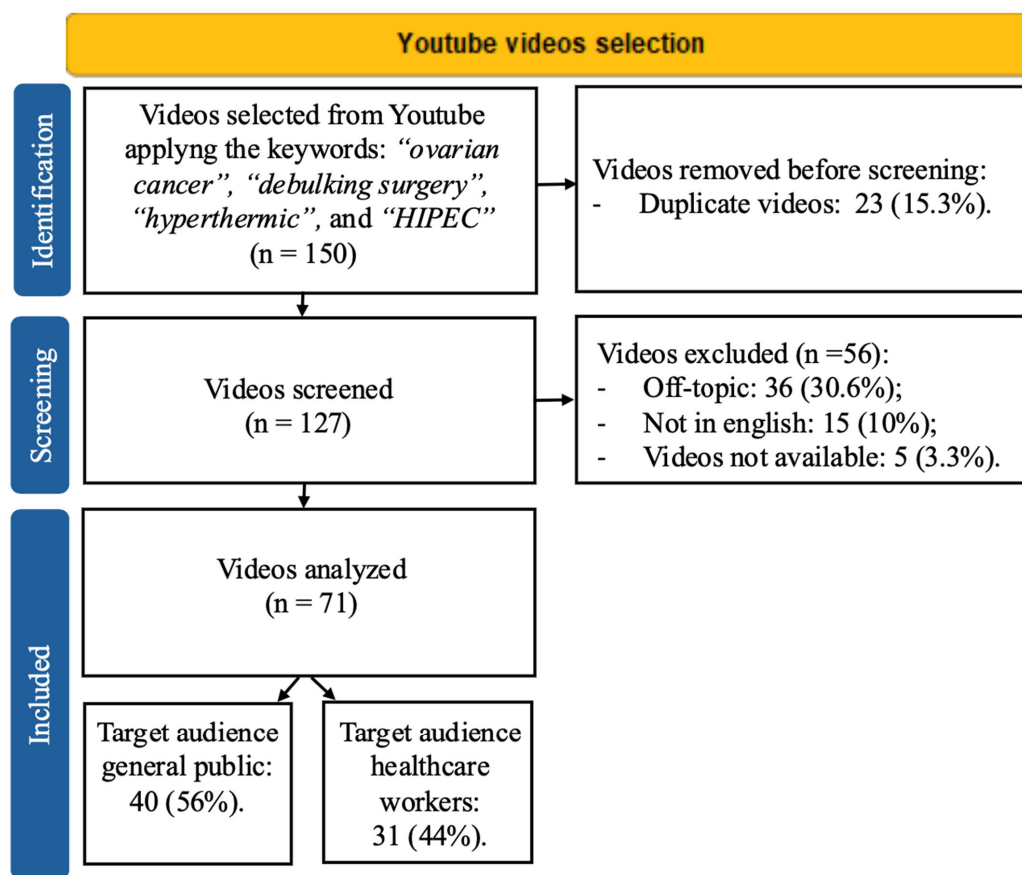 Youtube videos selection
Identification
Videos selected from Youtube
applyng the keywords: “ovarian
cancer”, “debulking surgery”,
“hyperthermic”, and “HIPEC”
(n = 150)
Videos removed before screening:
- Duplicate videos: 23 (15.3%).
Screening
Videos screened
(n = 127)
Videos excluded (n =56):
- Off-topic: 36 (30.6%);
- Not in english: 15 (10%);
- Videos not available: 5 (3.3%).
Included
Videos analyzed
(n = 71)
Target audience
general public:
40 (56%).
Target audience
healthcare
workers:
31 (44%).